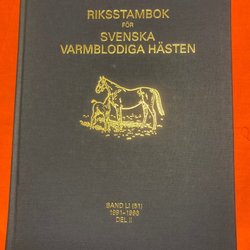 RIKSSTAMBOK
FÖR
SVENSKA
VARMBLODIGA HÄSTEN
BAND LI (51)
1991-1993
DEL II